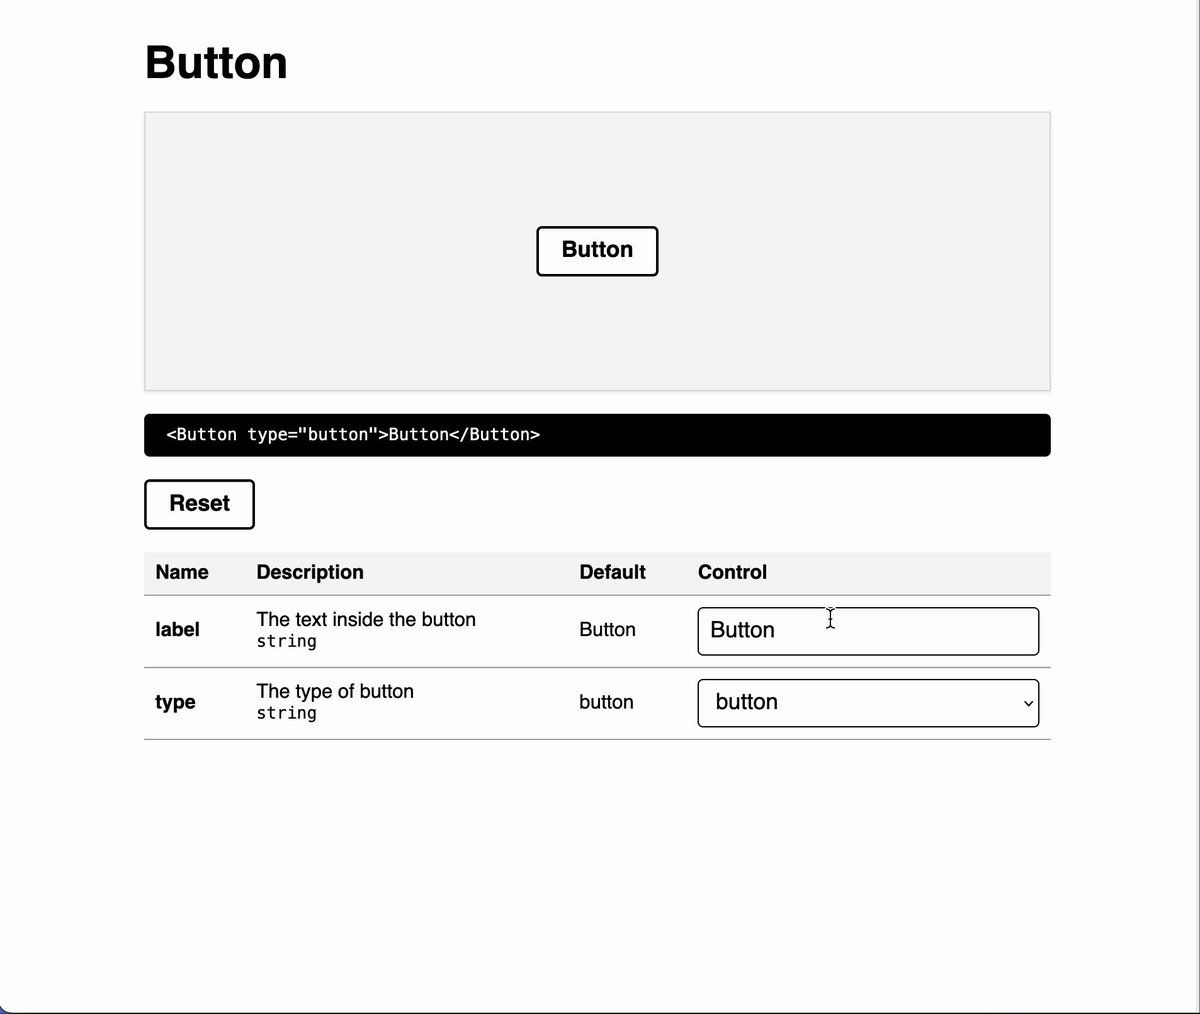 Button
Button
<Button type="button">Button</Button>
Reset
Name Description Default Control
label The text inside the button string Button Button
type The type of button string button button